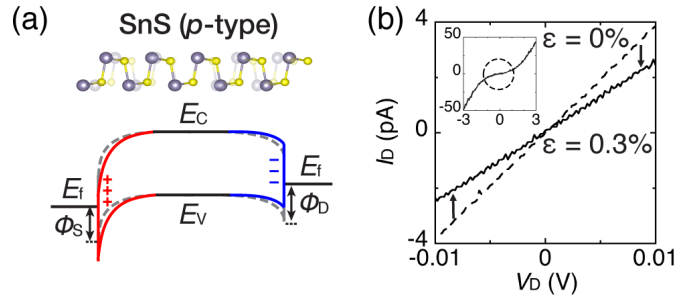 (a)
SnS (p-type)
E_C
E_f
+ + +
− − −
E_f
Φ_S
E_V
Φ_D
(b)
I_D (pA)
4
0
-4
50
0
-50
-3 0 3
ε = 0%
ε = 0.3%
-0.01 0 0.01
V_D (V)